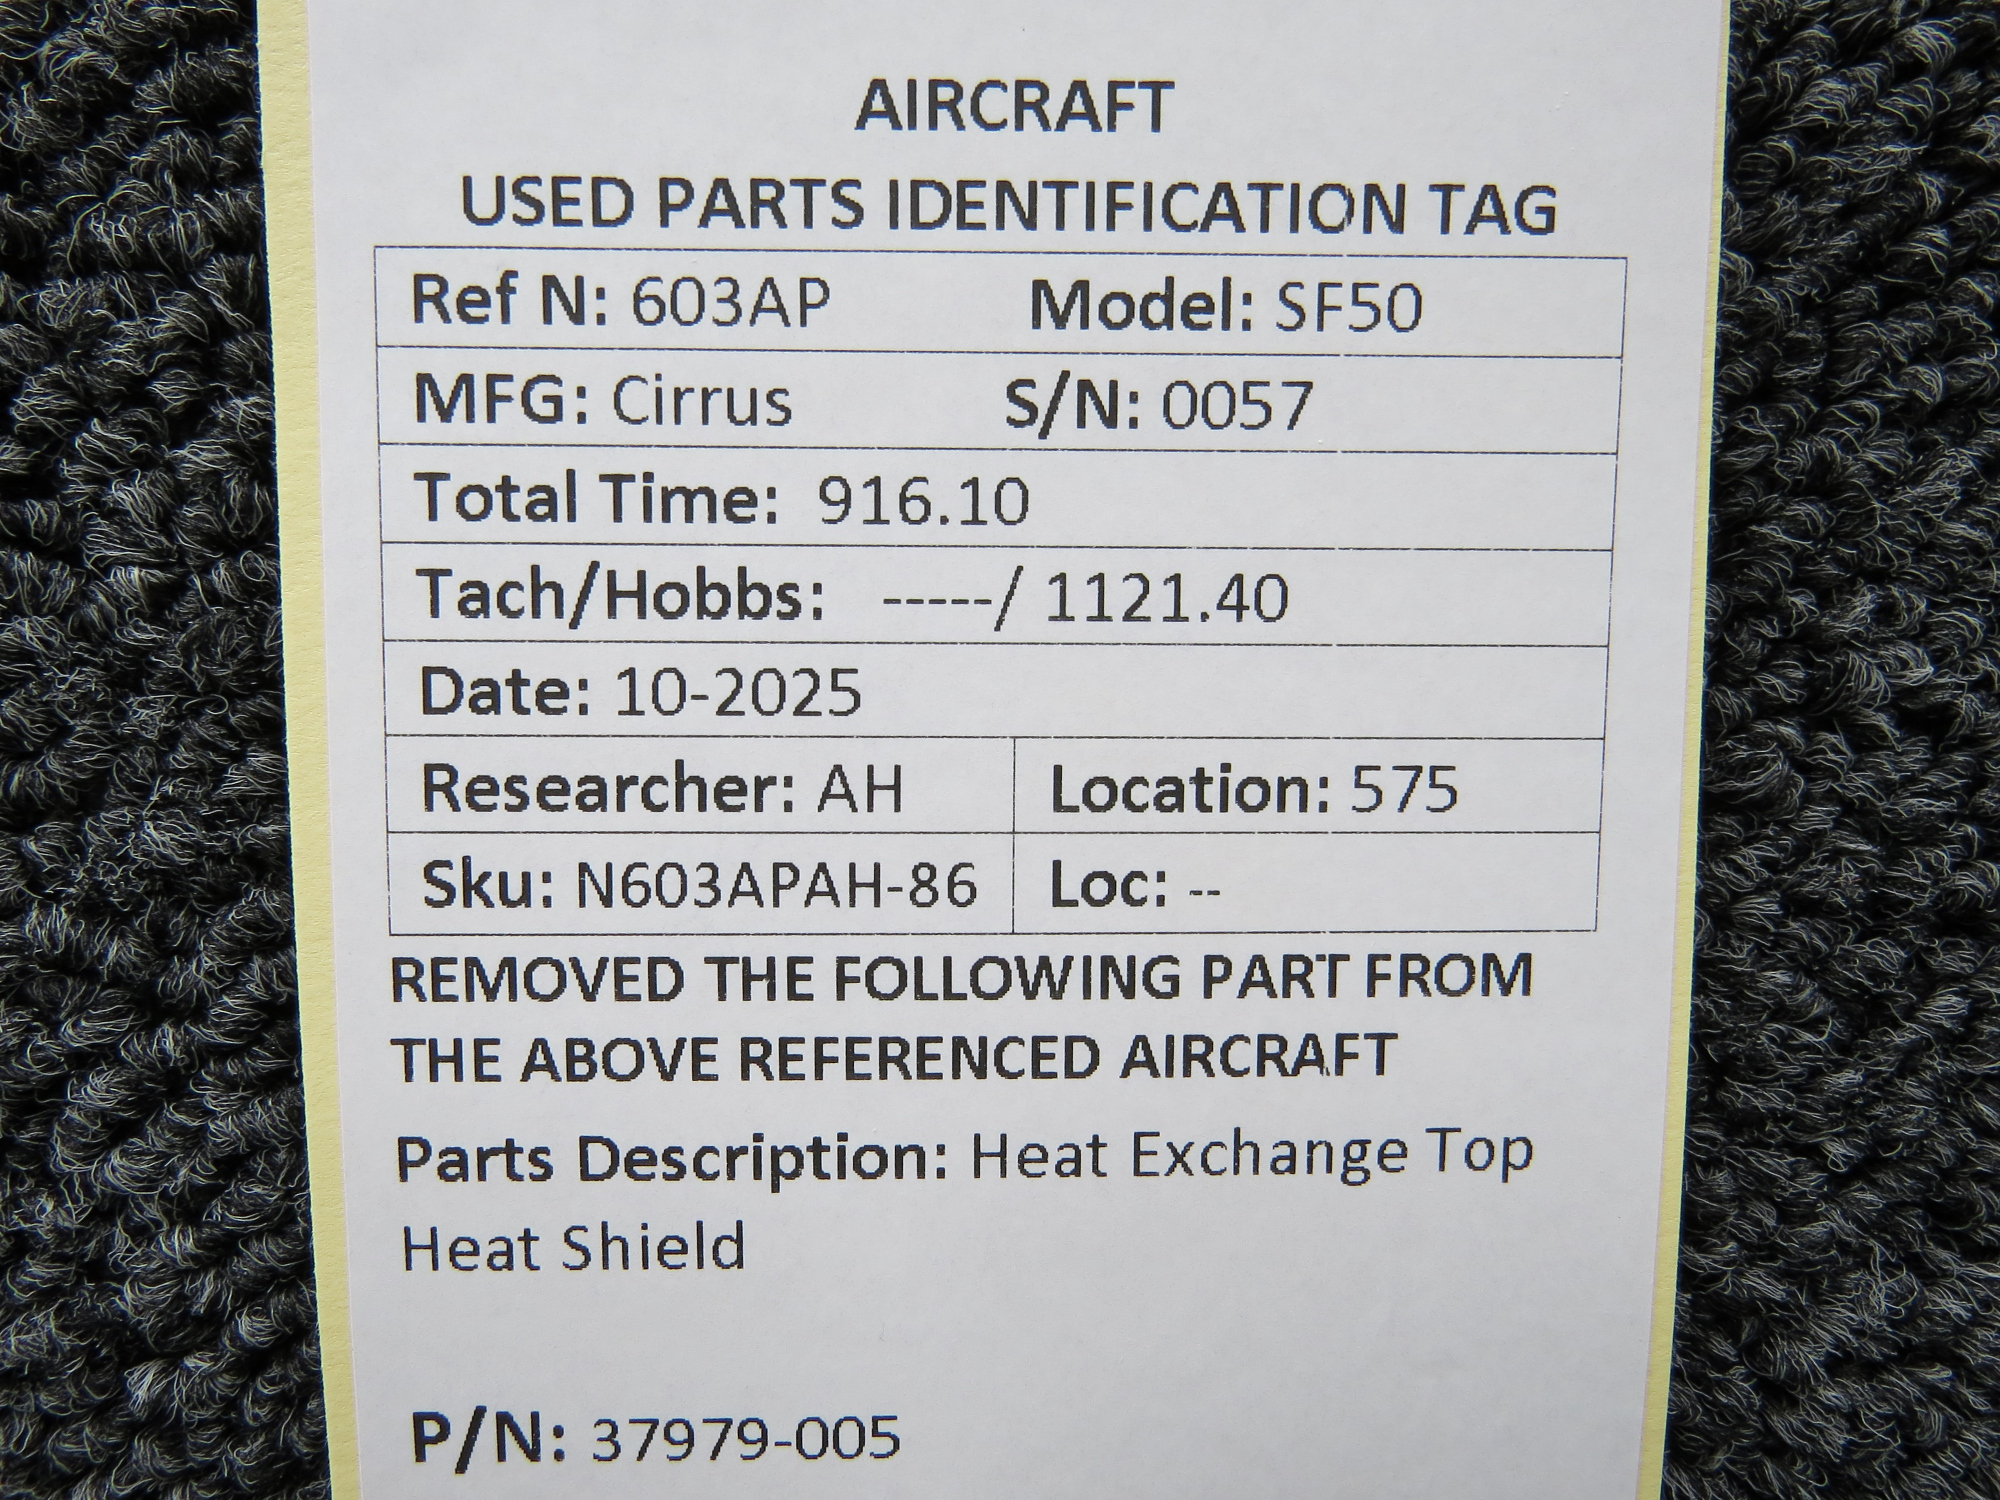 AIRCRAFT
USED PARTS IDENTIFICATION TAG
Ref N: 603AP Model: SF50
MFG: Cirrus S/N: 0057
Total Time: 916.10
Tach/Hobbs: -----/ 1121.40
Date: 10-2025
Researcher: AH Location: 575
Sku: N603APAH-86 Loc: --
REMOVED THE FOLLOWING PART FROM
THE ABOVE REFERENCED AIRCRAFT
Parts Description: Heat Exchange Top
Heat Shield
P/N: 37979-005